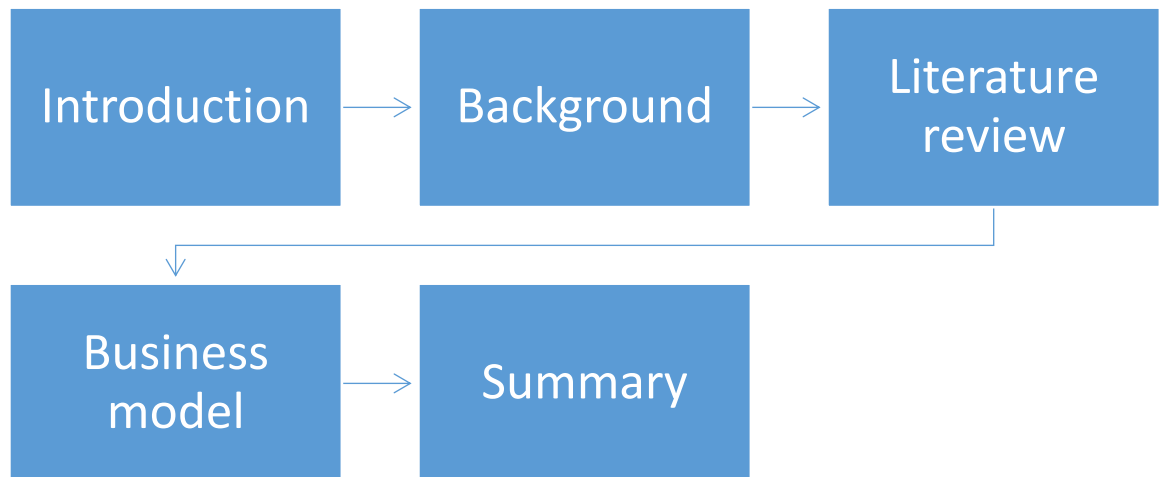 Introduction
Background
Literature
review
Business
model
Summary